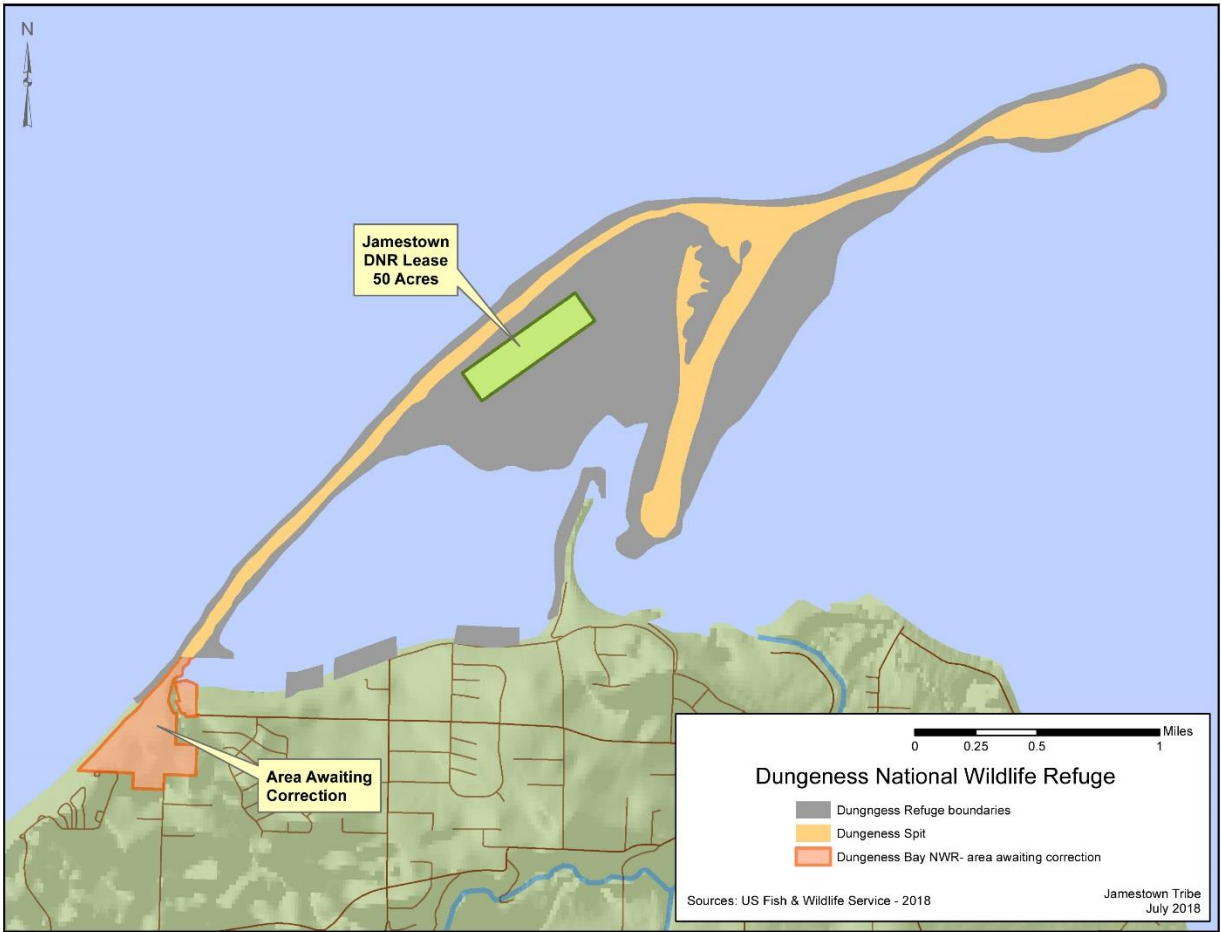 N
Jamestown
DNR Lease
50 Acres
Area Awaiting
Correction
Miles
0 0.25 0.5 1
Dungeness National Wildlife Refuge
Dungngess Refuge boundaries
Dungeness Spit
Dungeness Bay NWR- area awaiting correction
Sources: US Fish & Wildlife Service - 2018
Jamestown Tribe
July 2018